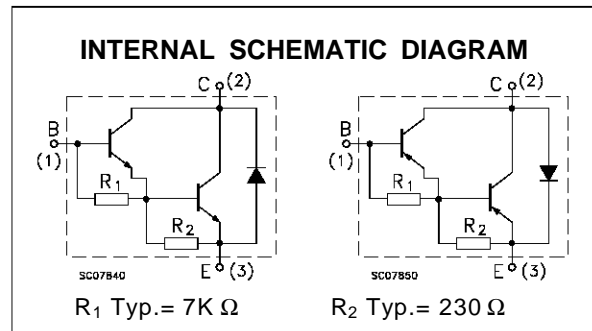 INTERNAL SCHEMATIC DIAGRAM
C (2) C (2)
B B
(1) (1)
R1 R1
R2 R2
SC07840 SC07850
E (3) E (3)
R1 Typ.= 7K Ω R2 Typ.= 230 Ω